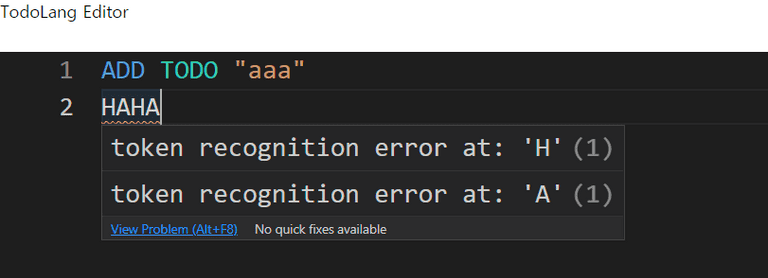 TodoLang Editor
1 ADD TODO "aaa"
2 HAHA
token recognition error at: 'H' (1)
token recognition error at: 'A' (1)
View Problem (Alt+F8) No quick fixes available